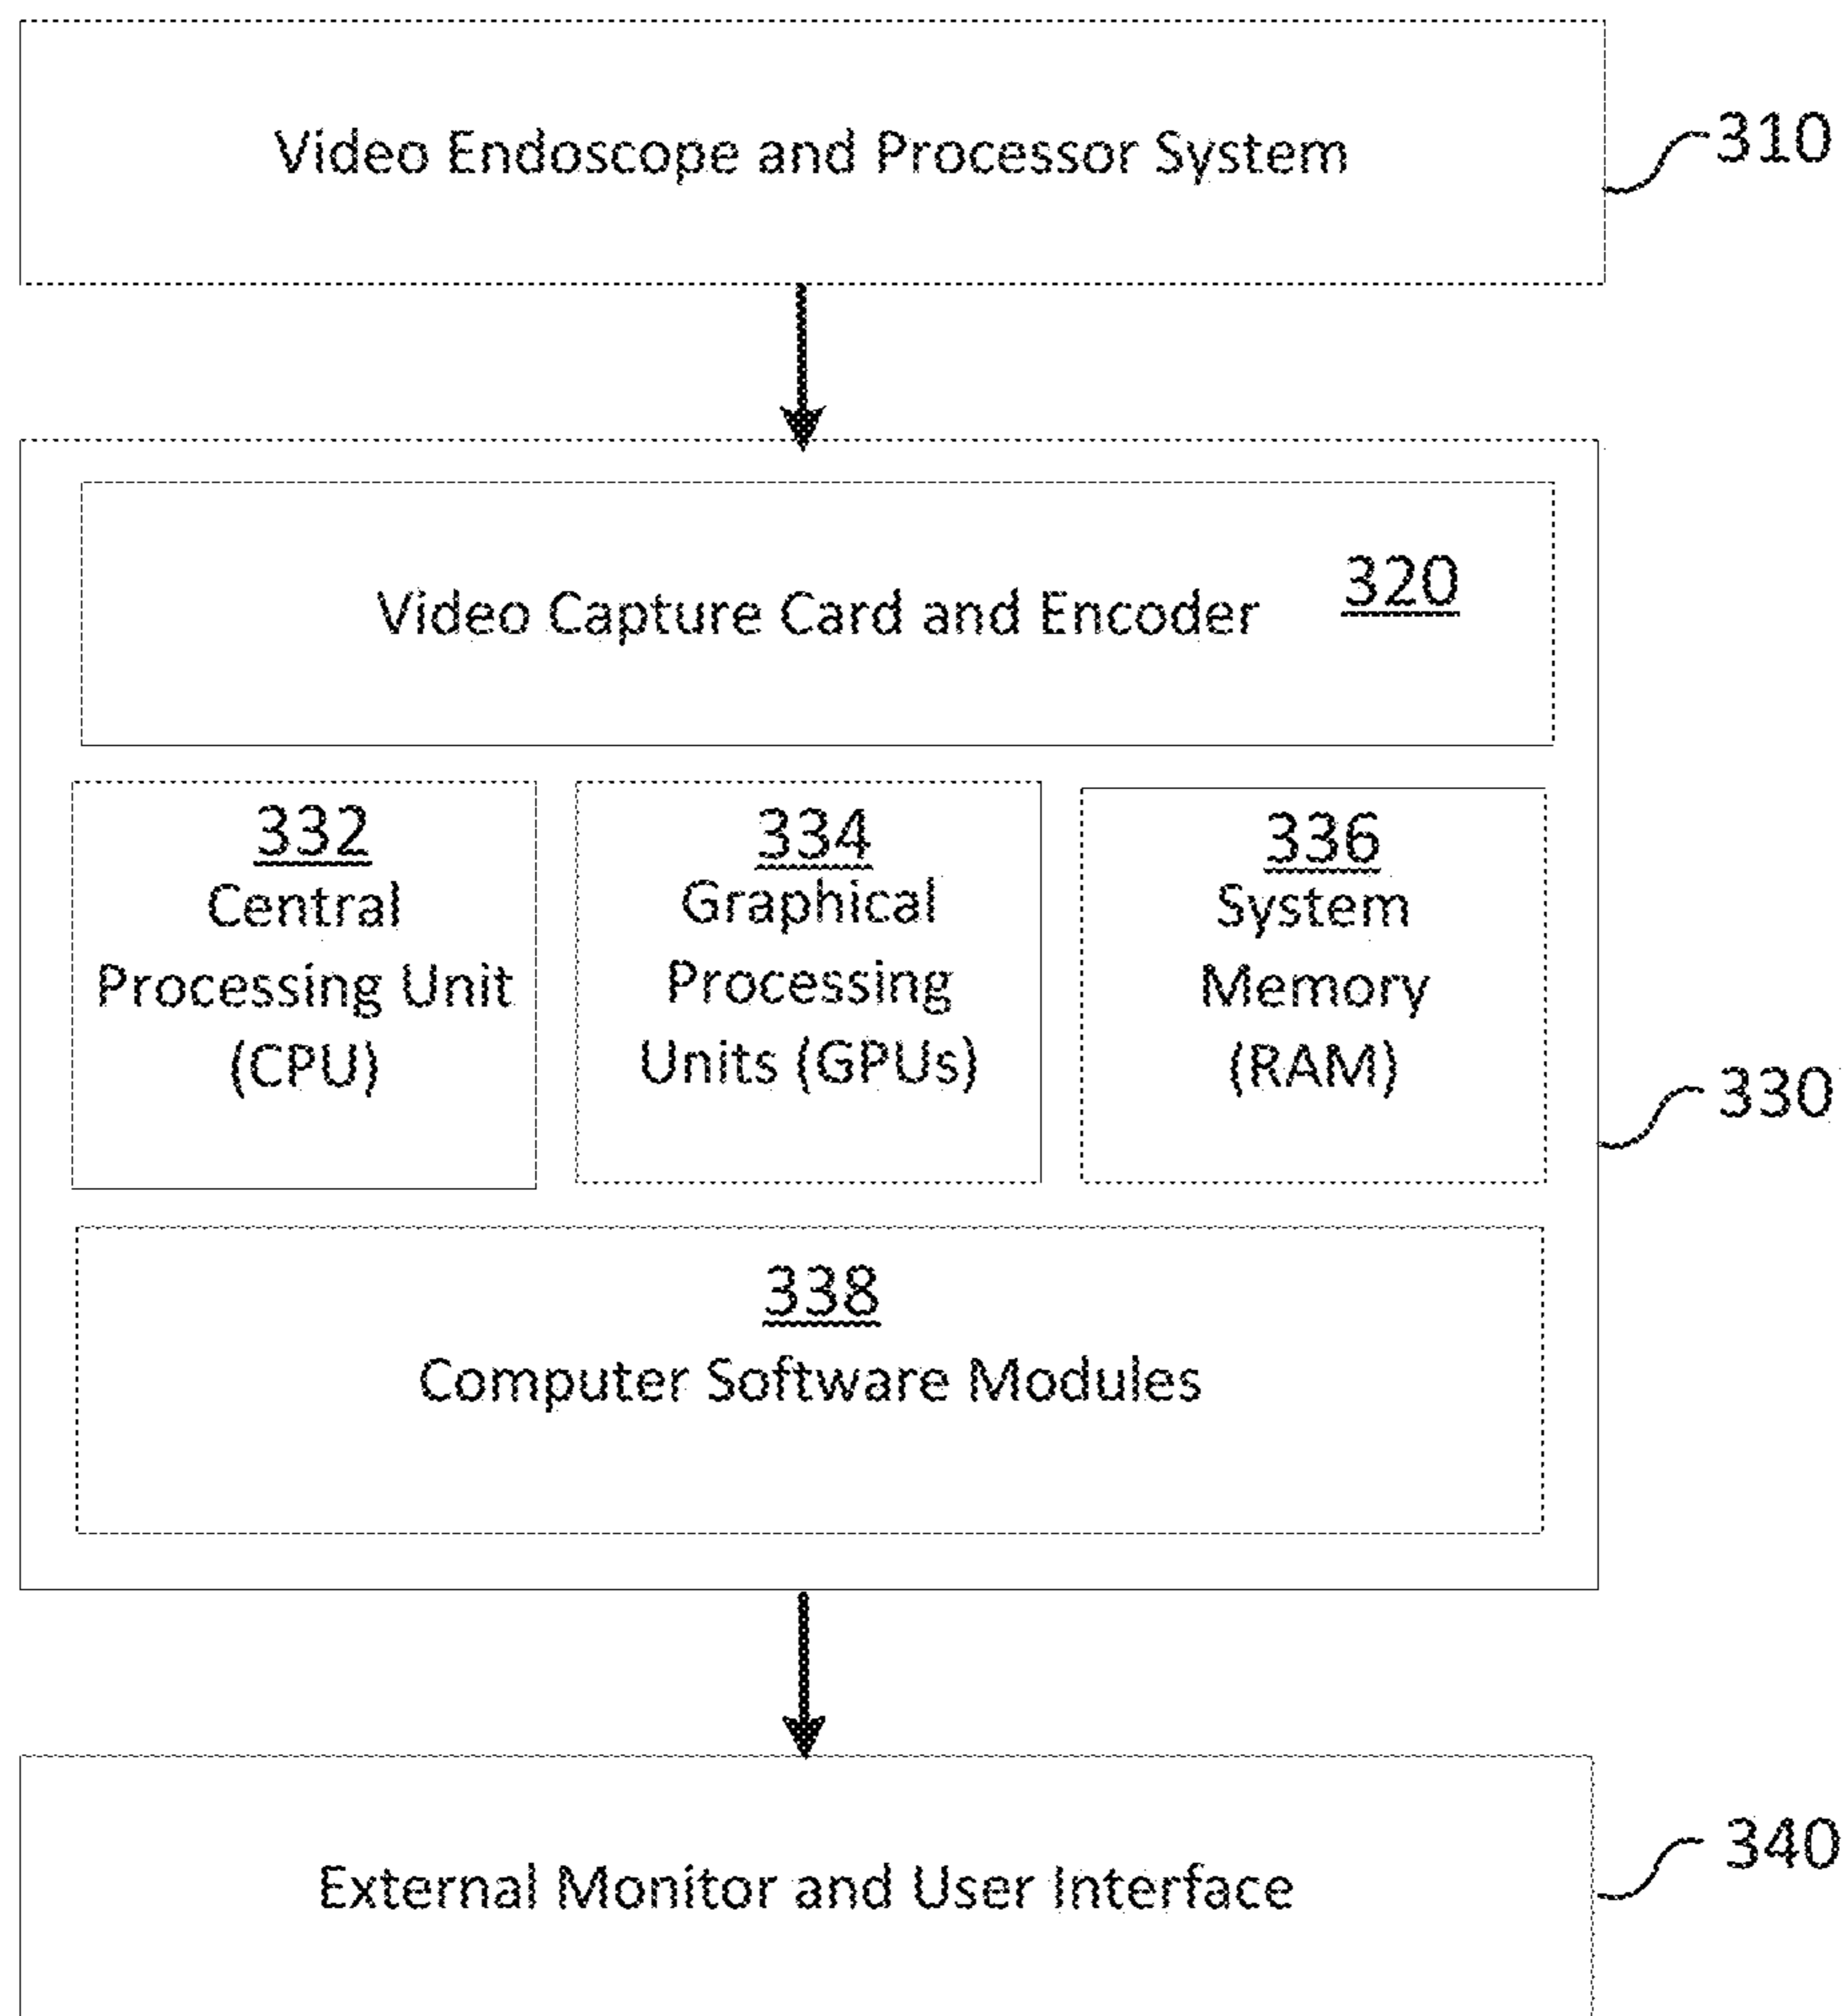 Video Endoscope and Processor System
310
Video Capture Card and Encoder
320
332
Central
Processing Unit
(CPU)
334
Graphical
Processing
Units (GPUs)
336
System
Memory
(RAM)
330
338
Computer Software Modules
External Monitor and User Interface
340